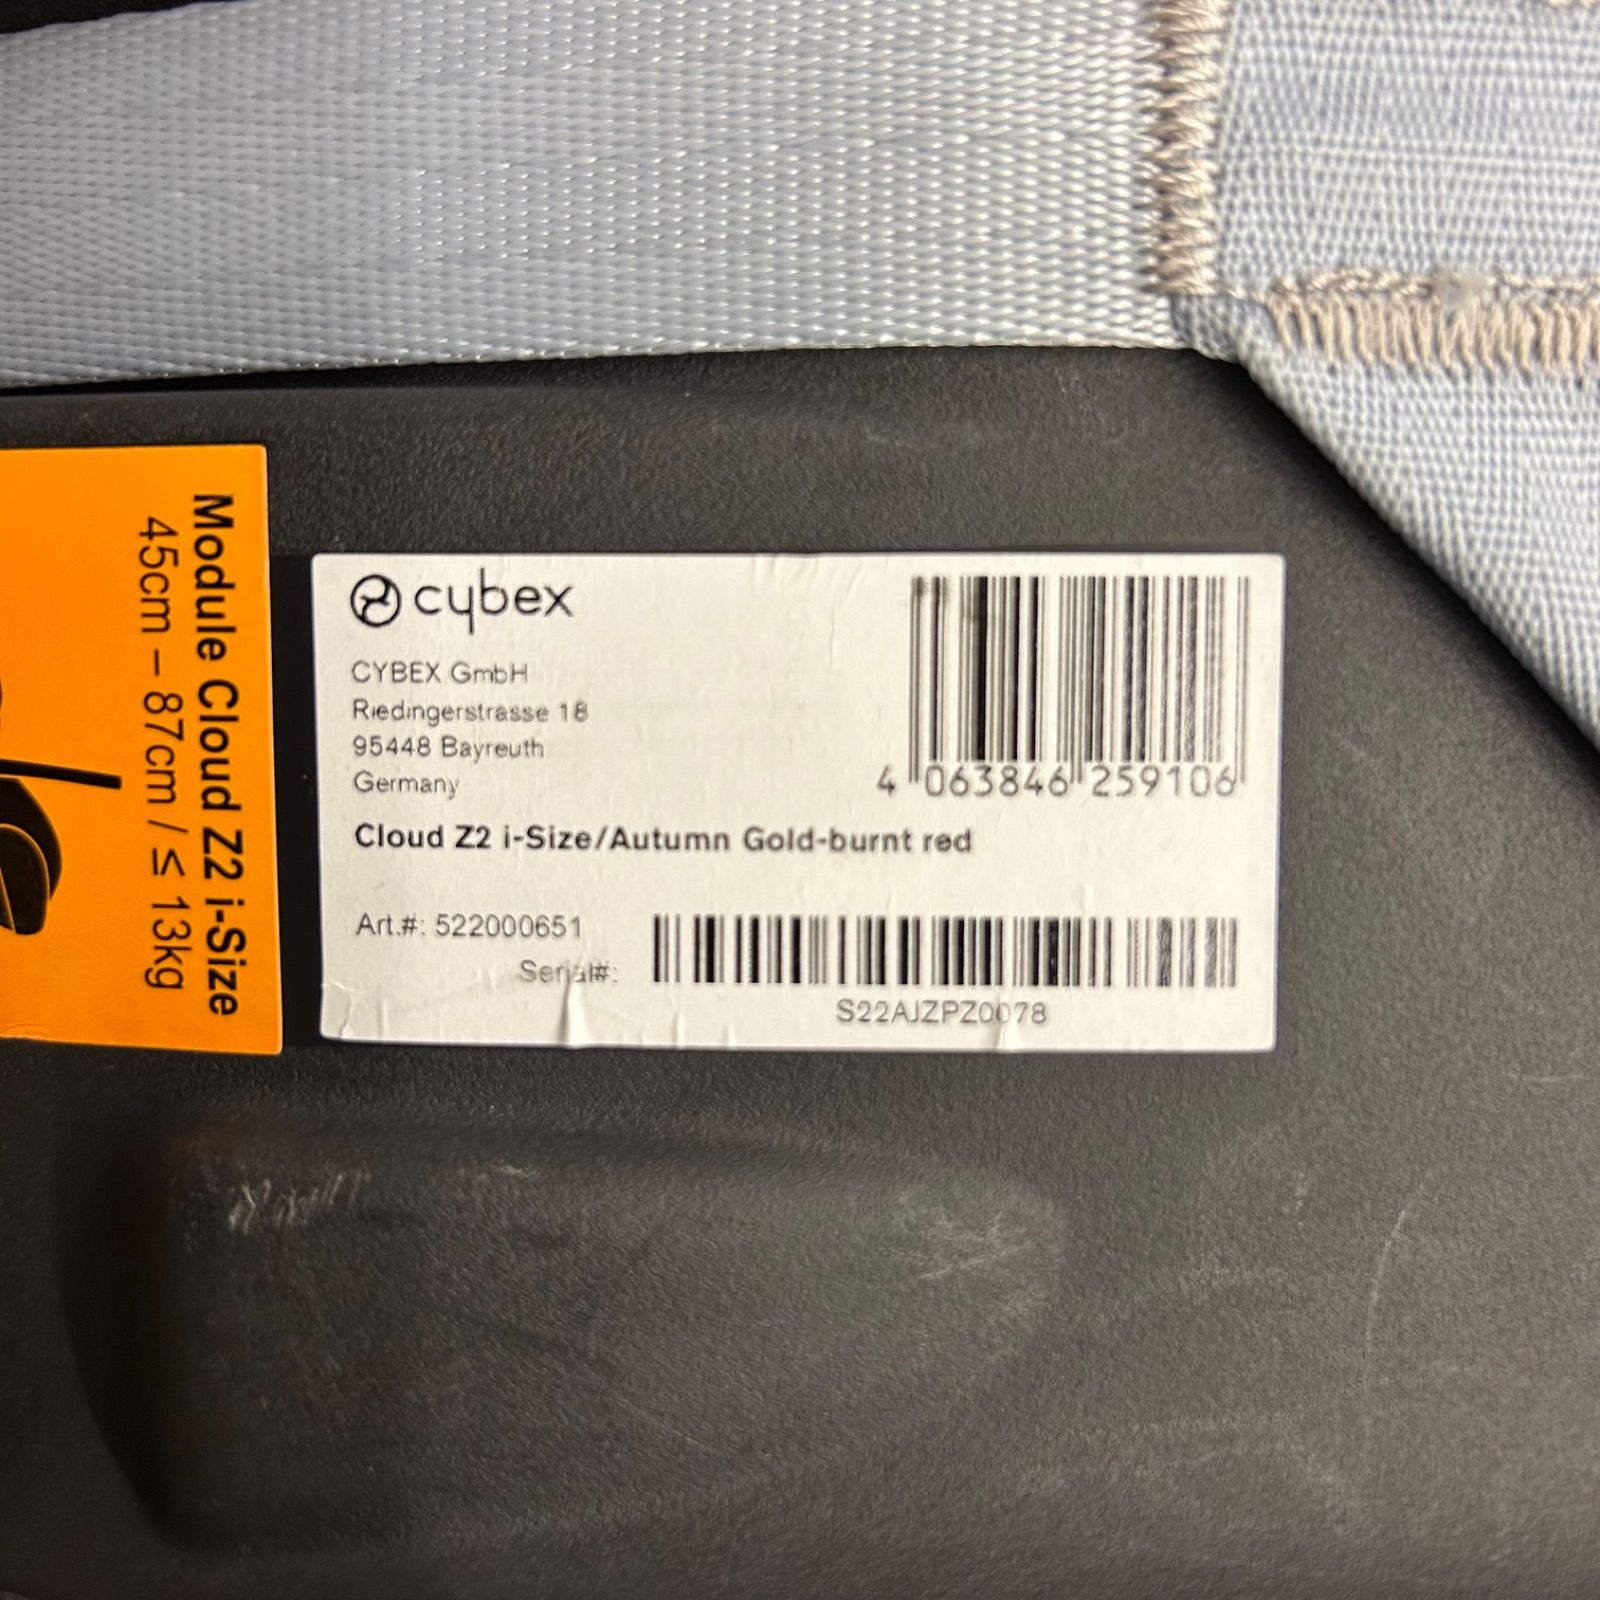 Module Cloud Z2 i-Size
45cm – 87cm / ≤ 13kg
cybex
CYBEX GmbH
Riedingerstrasse 18
95448 Bayreuth
Germany
4 063846 259106
Cloud Z2 i-Size/Autumn Gold-burnt red
Art.#: 522000651
Serial#:
S22AJZPZ0078